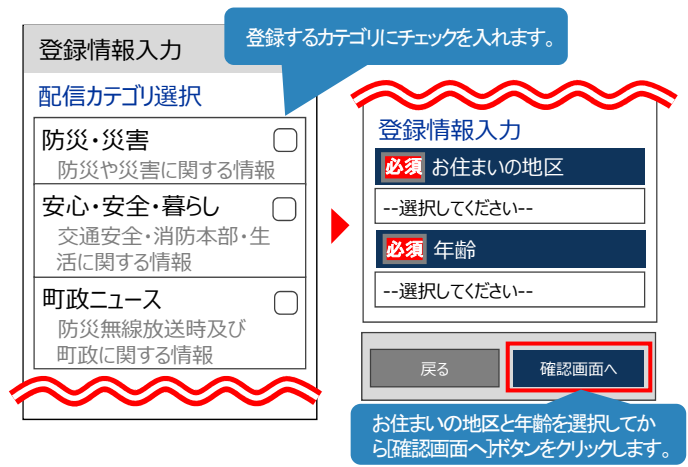 登録情報入力
登録するカテゴリにチェックを入れます。
配信カテゴリ選択
防災・災害
防災や災害に関する情報
安心・安全・暮らし
交通安全・消防本部・生
活に関する情報
町政ニュース
防災無線放送時及び
町政に関する情報
登録情報入力
必須 お住まいの地区
--選択してください--
必須 年齢
--選択してください--
戻る
確認画面へ
お住まいの地区と年齢を選択してか
ら[確認画面へ]ボタンをクリックします。